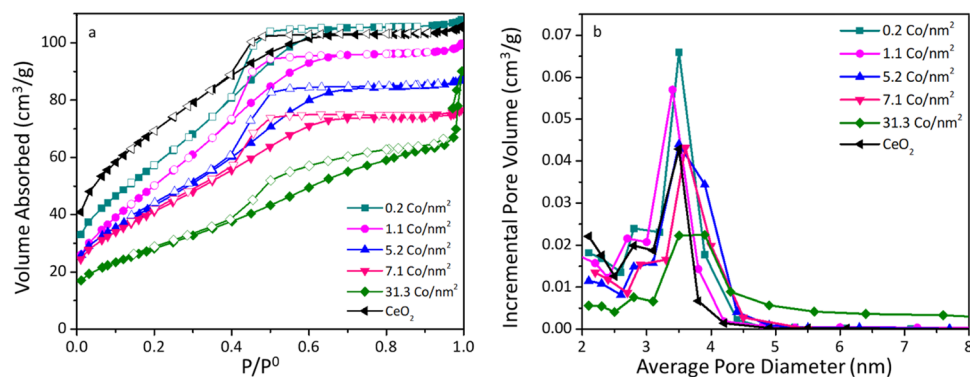 a
Volume Absorbed (cm³/g)
100
80
60
40
20
0
0.0 0.2 0.4 0.6 0.8 1.0
P/P⁰
0.2 Co/nm²
1.1 Co/nm²
5.2 Co/nm²
7.1 Co/nm²
31.3 Co/nm²
CeO₂
b
Incremental Pore Volume (cm³/g)
0.07
0.06
0.05
0.04
0.03
0.02
0.01
0.00
2 3 4 5 6 7 8
Average Pore Diameter (nm)
0.2 Co/nm²
1.1 Co/nm²
5.2 Co/nm²
7.1 Co/nm²
31.3 Co/nm²
CeO₂